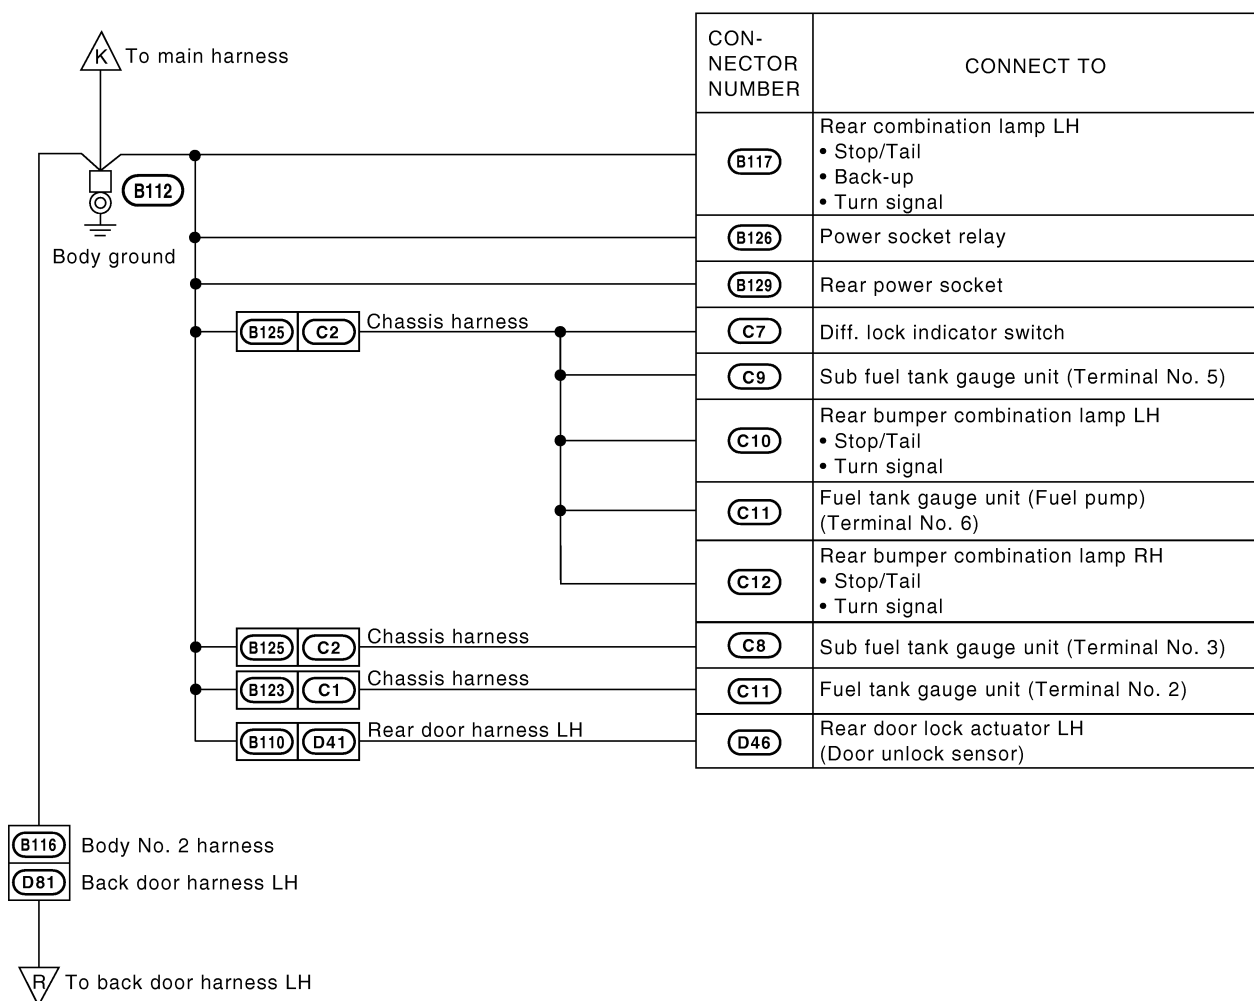 K To main harness
B112
Body ground
CON-
NECTOR
NUMBER
CONNECT TO
B117
Rear combination lamp LH
• Stop/Tail
• Back-up
• Turn signal
B126 Power socket relay
B129 Rear power socket
B125 C2 Chassis harness
C7 Diff. lock indicator switch
C9 Sub fuel tank gauge unit (Terminal No. 5)
C10
Rear bumper combination lamp LH
• Stop/Tail
• Turn signal
C11
Fuel tank gauge unit (Fuel pump)
(Terminal No. 6)
C12
Rear bumper combination lamp RH
• Stop/Tail
• Turn signal
B125 C2 Chassis harness
C8 Sub fuel tank gauge unit (Terminal No. 3)
B123 C1 Chassis harness
C11 Fuel tank gauge unit (Terminal No. 2)
B110 D41 Rear door harness LH
D46
Rear door lock actuator LH
(Door unlock sensor)
B116 Body No. 2 harness
D81 Back door harness LH
R To back door harness LH